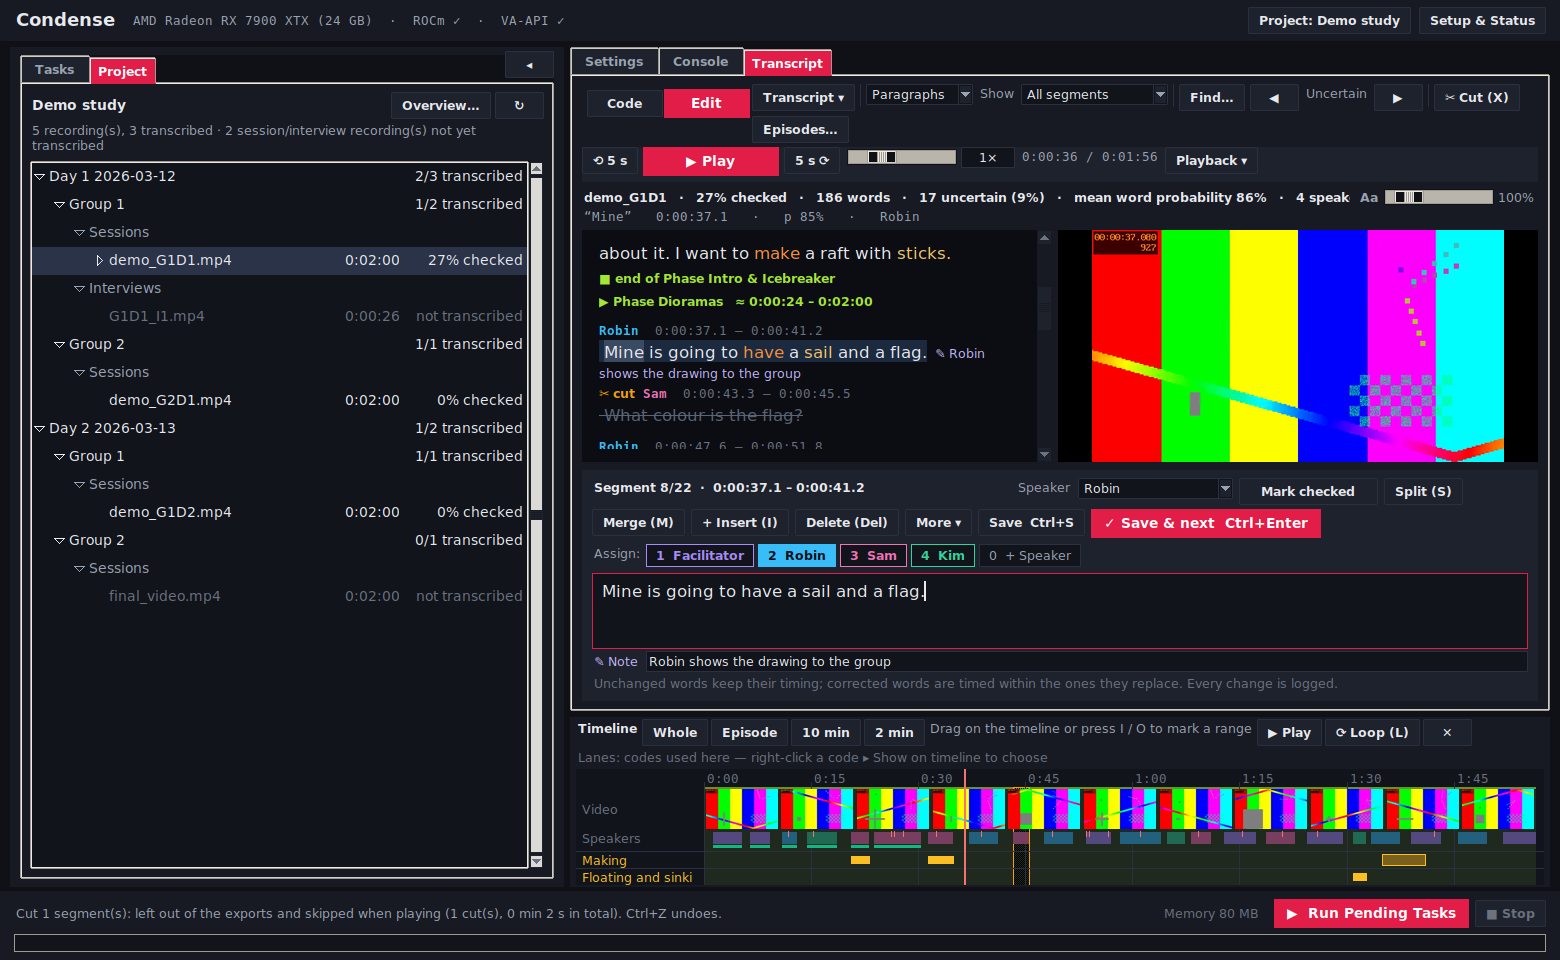 Condense AMD Radeon RX 7900 XTX (24 GB) · ROCm ✓ · VA-API ✓ Project: Demo study Setup & Status
Tasks Project ◂
Demo study Overview… ↻
5 recording(s), 3 transcribed · 2 session/interview recording(s) not yet
transcribed
Day 1 2026-03-12 2/3 transcribed
Group 1 1/2 transcribed
Sessions
demo_G1D1.mp4 0:02:00 27% checked
Interviews
G1D1_I1.mp4 0:00:26 not transcribed
Group 2 1/1 transcribed
Sessions
demo_G2D1.mp4 0:02:00 0% checked
Day 2 2026-03-13 1/2 transcribed
Group 1 1/1 transcribed
Sessions
demo_G1D2.mp4 0:02:00 0% checked
Group 2 0/1 transcribed
Sessions
final_video.mp4 0:02:00 not transcribed
Settings Console Transcript
Code Edit Transcript ▾ Paragraphs Show All segments Find… ◀ Uncertain ▶ ✂ Cut (X)
Episodes…
⟲ 5 s ▶ Play 5 s ⟳ 1× 0:00:36 / 0:01:56 Playback ▾
demo_G1D1 · 27% checked · 186 words · 17 uncertain (9%) · mean word probability 86% · 4 speak Aa 100%
“Mine” 0:00:37.1 · p 85% · Robin
about it. I want to make a raft with sticks.
■ end of Phase Intro & Icebreaker
▶ Phase Dioramas ≈ 0:00:24 – 0:02:00
Robin 0:00:37.1 – 0:00:41.2
Mine is going to have a sail and a flag. ✎ Robin
shows the drawing to the group
✂ cut Sam 0:00:43.3 – 0:00:45.5
What colour is the flag?
Robin 0:00:47.6 – 0:00:51.8
00:00:37.080
927
Segment 8/22 · 0:00:37.1 – 0:00:41.2 Speaker Robin Mark checked Split (S)
Merge (M) + Insert (I) Delete (Del) More ▾ Save Ctrl+S ✓ Save & next Ctrl+Enter
Assign: 1 Facilitator 2 Robin 3 Sam 4 Kim 0 + Speaker
Mine is going to have a sail and a flag.
✎ Note Robin shows the drawing to the group
Unchanged words keep their timing; corrected words are timed within the ones they replace. Every change is logged.
Timeline Whole Episode 10 min 2 min Drag on the timeline or press I / O to mark a range ▶ Play ⟳ Loop (L) ✕
Lanes: codes used here — right-click a code ▸ Show on timeline to choose
0:00 0:15 0:30 0:45 1:00 1:15 1:30 1:45
Video
Speakers
Making
Floating and sinki
Cut 1 segment(s): left out of the exports and skipped when playing (1 cut(s), 0 min 2 s in total). Ctrl+Z undoes. Memory 80 MB ▶ Run Pending Tasks ■ Stop